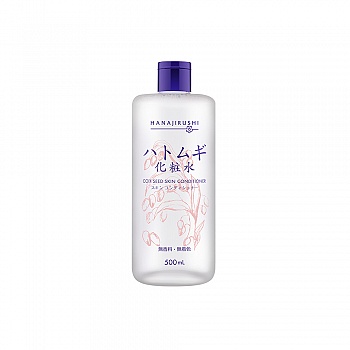 HANAJIRUSHI
ハトムギ
化粧水
COIX SEED SKIN CONDITIONER
スキンコンディショナー
無香料・無着色
500mL